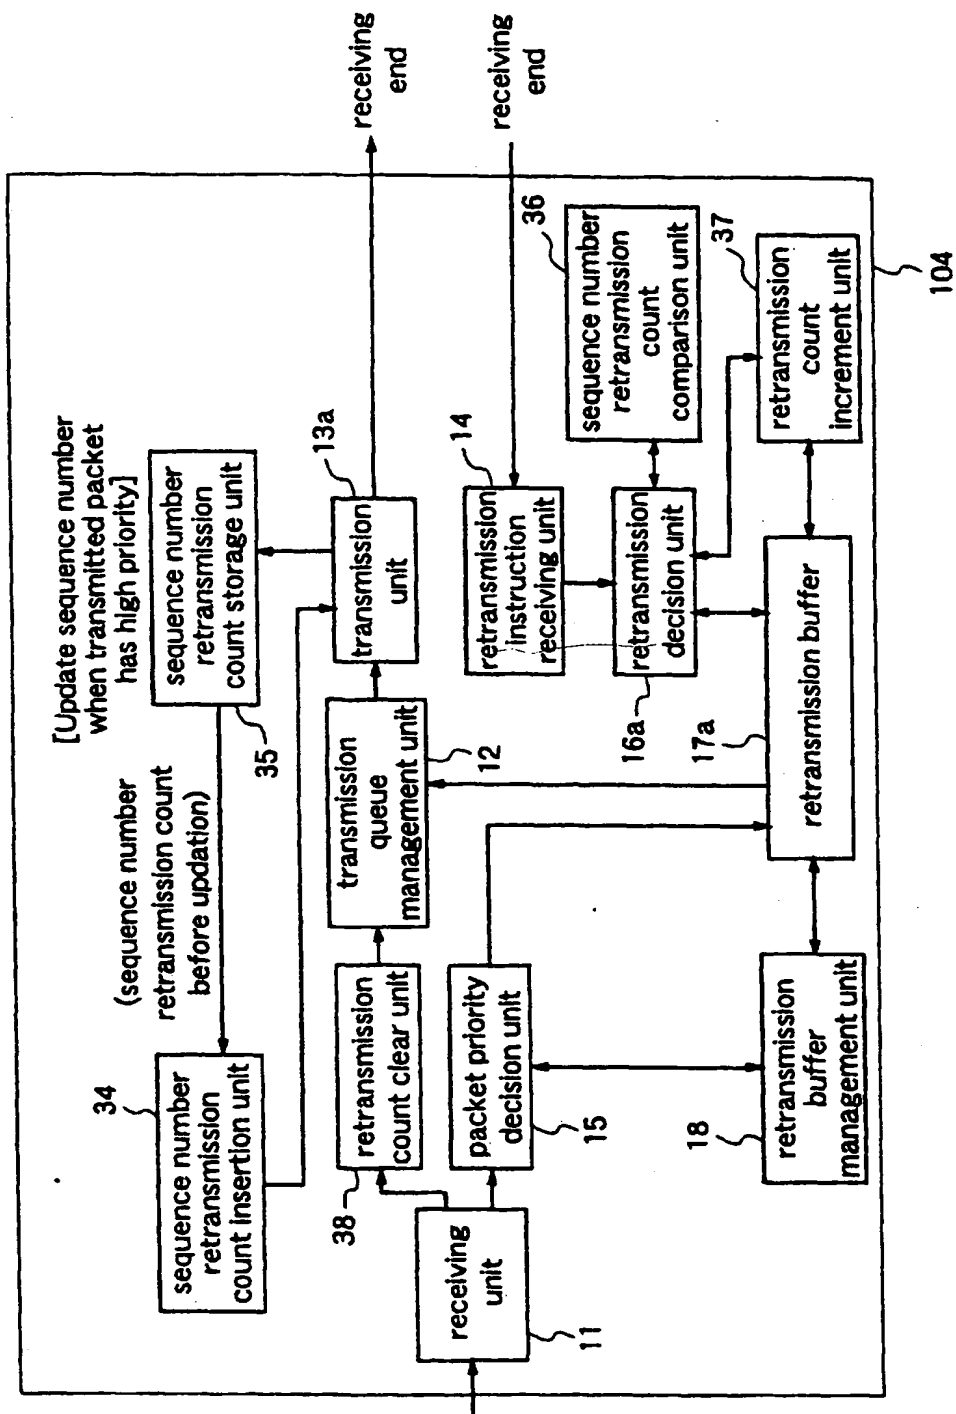 [Update sequence number
when transmitted packet
has high priority]
34
sequence number
retransmission
count insertion unit
(sequence number
retransmission count
before updation)
sequence number
retransmission
count storage unit
35
38
retransmission
count clear unit
transmission
queue
management unit
12
13a
transmission
unit
receiving
end
receiving
unit
11
packet priority
decision unit
15
14
retransmission
instruction
receiving unit
receiving
end
16a
retransmission
decision unit
36
sequence number
retransmission
count
comparison unit
18
retransmission
buffer
management unit
17a
retransmission buffer
37
retransmission
count
increment unit
104